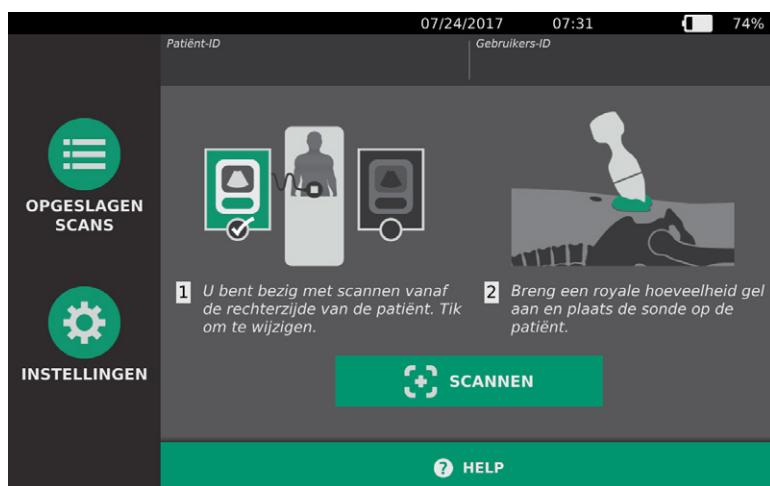 07/24/2017 07:31 74%
Patiënt-ID Gebruikers-ID
OPGESLAGEN
SCANS
INSTELLINGEN
1 U bent bezig met scannen vanaf
de rechterzijde van de patiënt. Tik
om te wijzigen.
2 Breng een royale hoeveelheid gel
aan en plaats de sonde op de
patiënt.
SCANNEN
? HELP